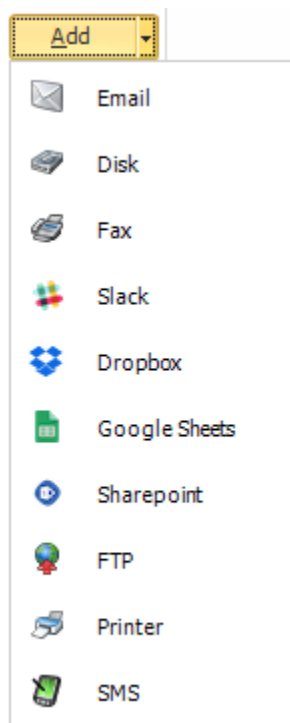 Add
Email
Disk
Fax
Slack
Dropbox
Google Sheets
Sharepoint
FTP
Printer
SMS